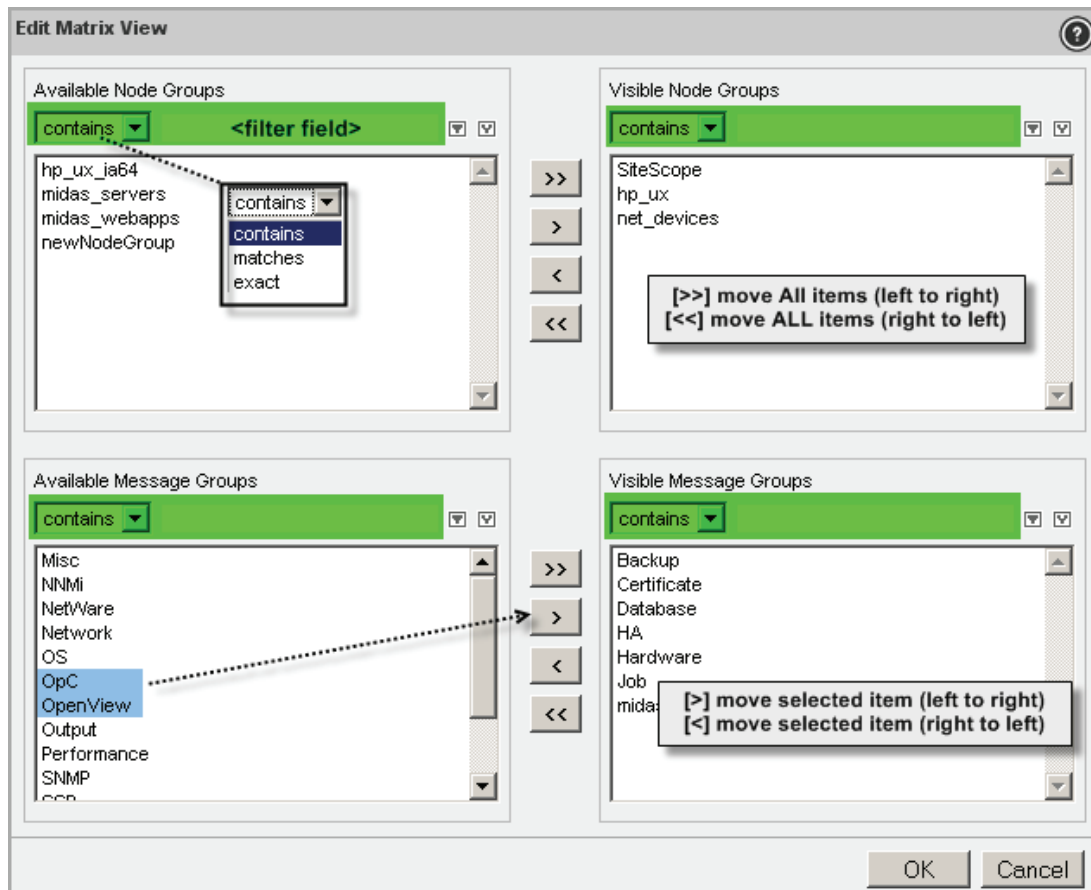 Edit Matrix View
?
Available Node Groups
contains
<filter field>
hp_ux_ia64
midas_servers
midas_webapps
newNodeGroup
contains
contains
matches
exact
>>
>
<
<<
Visible Node Groups
contains
SiteScope
hp_ux
net_devices
[>>] move All items (left to right)
[<<] move ALL items (right to left)
Available Message Groups
contains
Misc
NNMi
NetWare
Network
OS
OpC
OpenView
Output
Performance
SNMP
>>
>
<
<<
Visible Message Groups
contains
Backup
Certificate
Database
HA
Hardware
Job
[>] move selected item (left to right)
[<] move selected item (right to left)
OK
Cancel